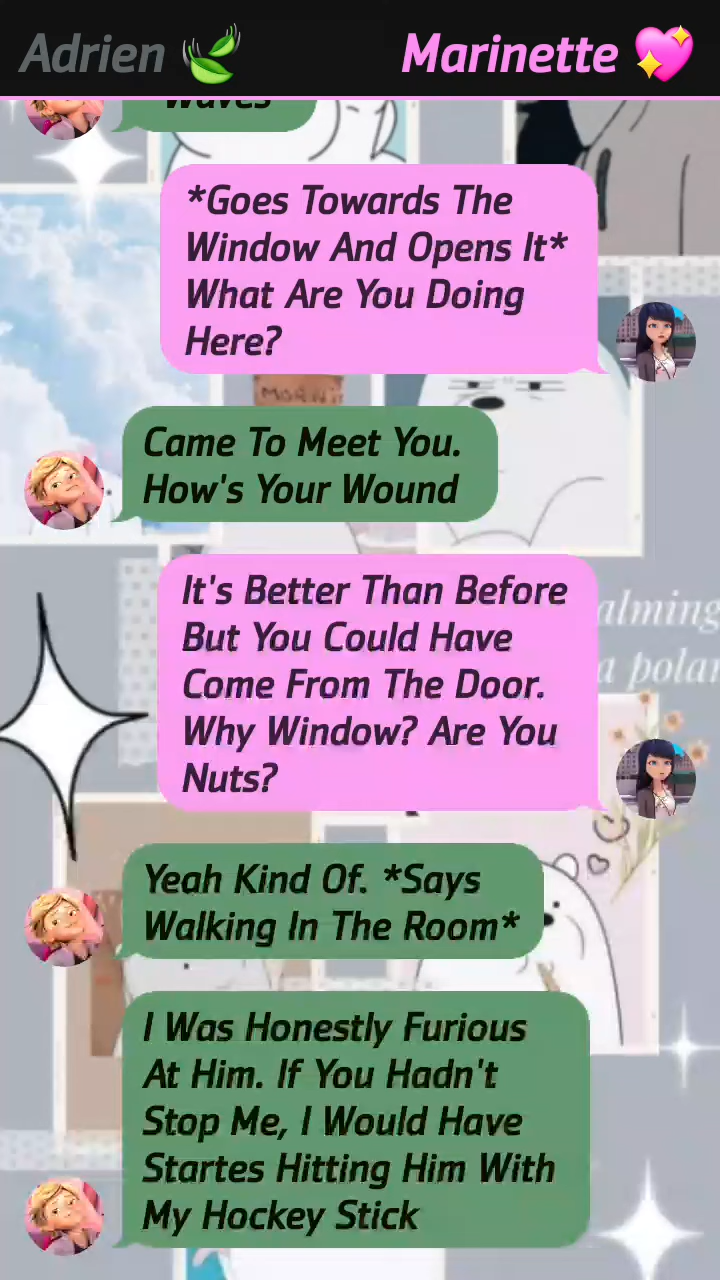 Adrien
Marinette
Waves
*Goes Towards The
Window And Opens It*
What Are You Doing
Here?
Came To Meet You.
How's Your Wound
It's Better Than Before
But You Could Have
Come From The Door.
Why Window? Are You
Nuts?
alming
a polar
Yeah Kind Of. *Says
Walking In The Room*
I Was Honestly Furious
At Him. If You Hadn't
Stop Me, I Would Have
Startes Hitting Him With
My Hockey Stick